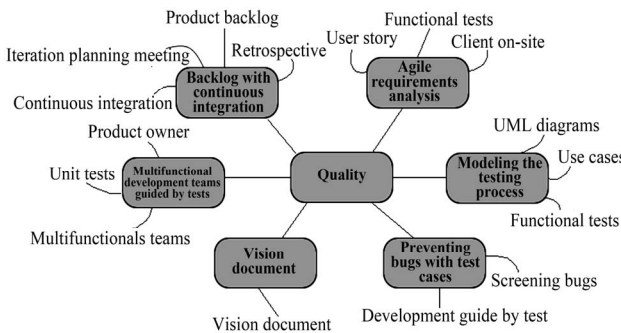 Product backlog
Iteration planning meeting
Retrospective
Backlog with
continuous
integration
Continuous integration
Functional tests
User story
Client on-site
Agile
requirements
analysis
Product owner
Unit tests
Multifunctional
development teams
guided by tests
Multifunctionals teams
Quality
UML diagrams
Modeling the
testing
process
Use cases
Functional tests
Vision
document
Vision document
Preventing
bugs with test
cases
Screening bugs
Development guide by test